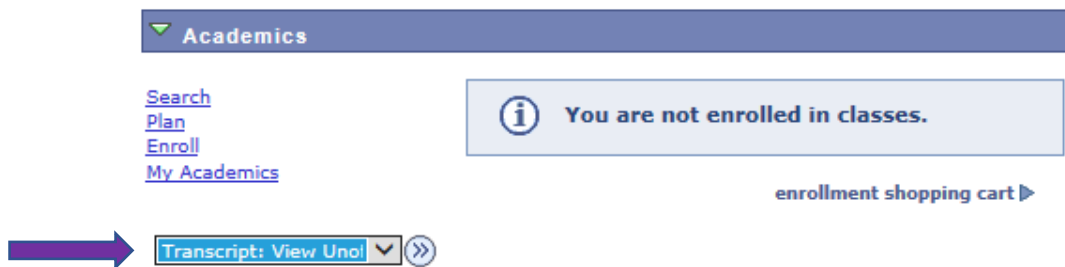 Academics
Search
Plan
Enroll
My Academics
You are not enrolled in classes.
enrollment shopping cart
Transcript: View Unof